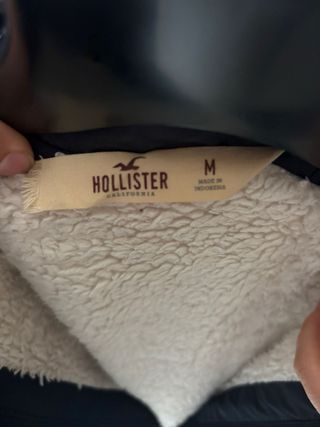 HOLLISTER
CALIFORNIA
M
MADE IN
INDONESIA